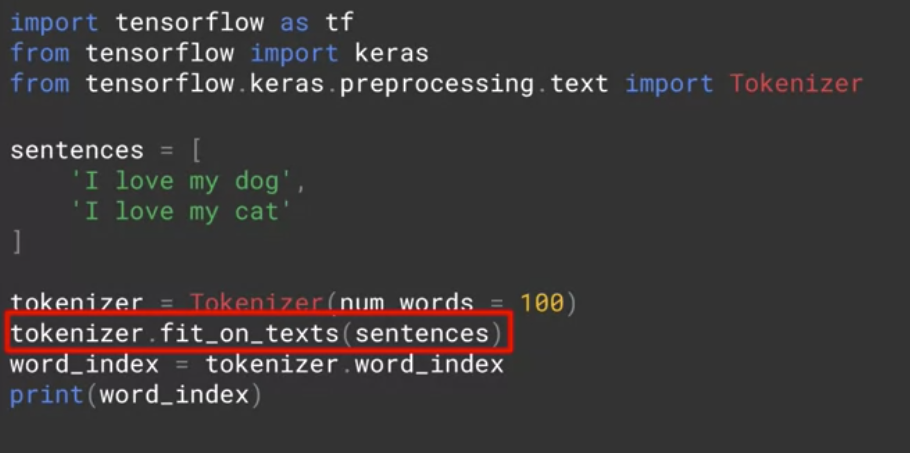 import tensorflow as tf
from tensorflow import keras
from tensorflow.keras.preprocessing.text import Tokenizer
sentences = [
    'I love my dog',
    'I love my cat'
]
tokenizer = Tokenizer(num_words = 100)
tokenizer.fit_on_texts(sentences)
word_index = tokenizer.word_index
print(word_index)